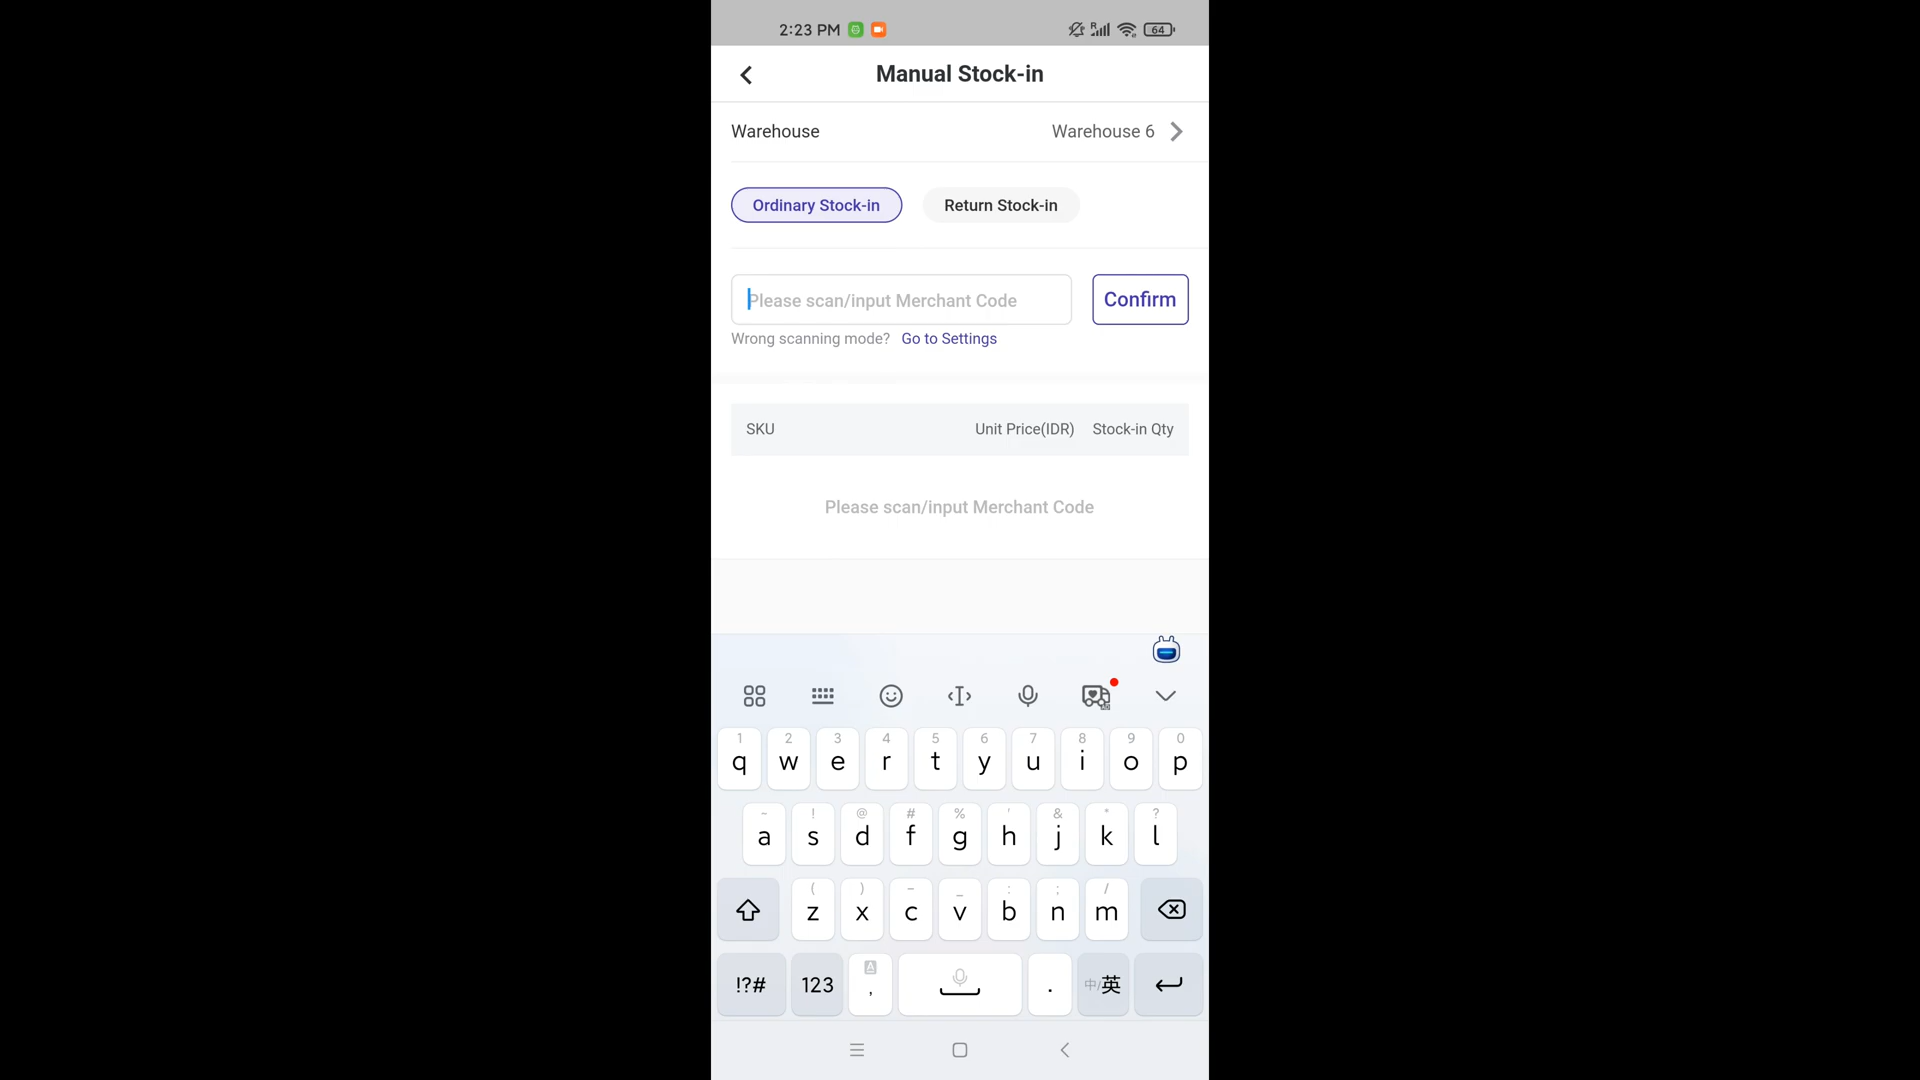 2:23 PM 64
Manual Stock-in
Warehouse Warehouse 6
Ordinary Stock-in Return Stock-in
Please scan/input Merchant Code Confirm
Wrong scanning mode? Go to Settings
SKU Unit Price(IDR) Stock-in Qty
Please scan/input Merchant Code
1 2 3 4 5 6 7 8 9 0
q w e r t y u i o p
~ ! @ # % ' & * ?
a s d f g h j k l
( ) - _ : ; /
z x c v b n m
!?# 123 , . 中/英